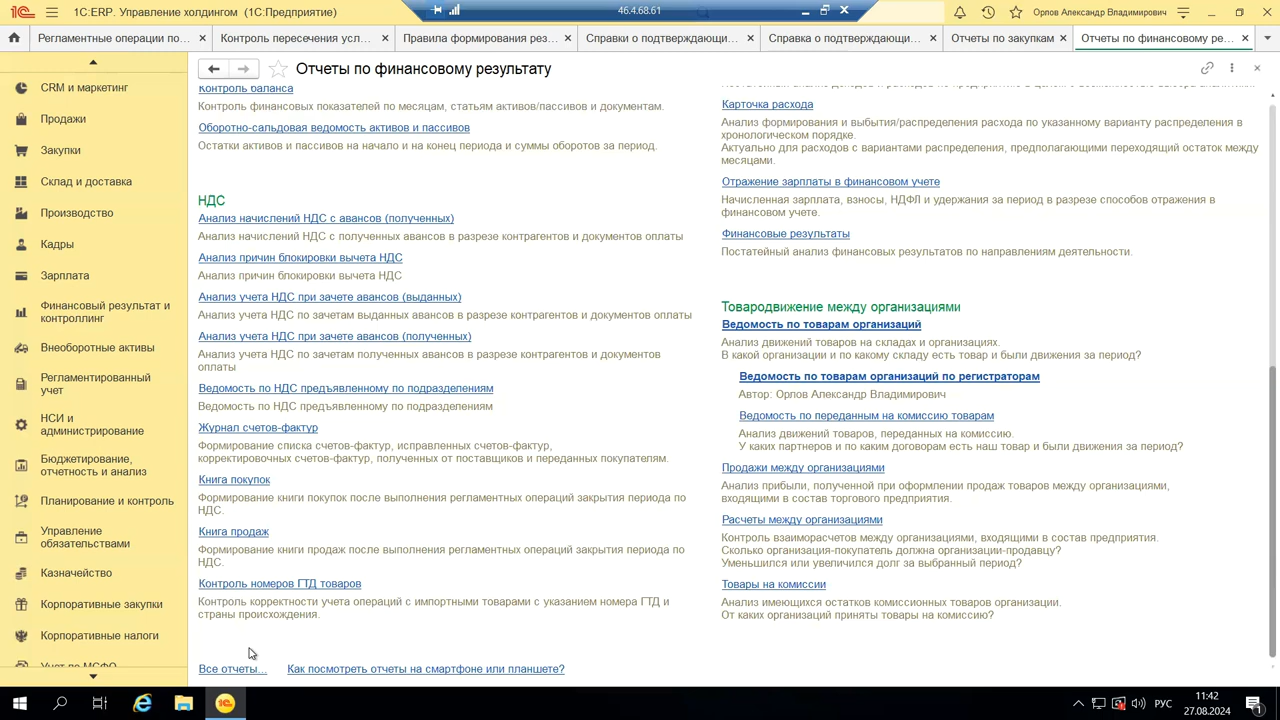 1С:ERP. Управление холдингом (1С:Предприятие)
46.4.68.61
Орлов Александр Владимирович
Регламентные операции по...
Контроль пересечения усл...
Правила формирования рез...
Справки о подтверждающи...
Справка о подтверждающи...
Отчеты по закупкам
Отчеты по финансовому ре...
CRM и маркетинг
Продажи
Закупки
Склад и доставка
Производство
Кадры
Зарплата
Финансовый результат и
контроллинг
Внеоборотные активы
Регламентированный
учет
НСИ и
администрирование
Бюджетирование,
отчетность и анализ
Планирование и контроль
Управление
обязательствами
Казначейство
Корпоративные закупки
Корпоративные налоги
Учет по МСФО
Отчеты по финансовому результату
Контроль баланса
Контроль финансовых показателей по месяцам, статьям активов/пассивов и документам.
Оборотно-сальдовая ведомость активов и пассивов
Остатки активов и пассивов на начало и на конец периода и суммы оборотов за период.
НДС
Анализ начислений НДС с авансов (полученных)
Анализ начислений НДС с полученных авансов в разрезе контрагентов и документов оплаты
Анализ причин блокировки вычета НДС
Анализ причин блокировки вычета НДС
Анализ учета НДС при зачете авансов (выданных)
Анализ учета НДС по зачетам выданных авансов в разрезе контрагентов и документов оплаты
Анализ учета НДС при зачете авансов (полученных)
Анализ учета НДС по зачетам полученных авансов в разрезе контрагентов и документов
оплаты
Ведомость по НДС предъявленному по подразделениям
Ведомость по НДС предъявленному по подразделениям
Журнал счетов-фактур
Формирование списка счетов-фактур, исправленных счетов-фактур,
корректировочных счетов-фактур, полученных от поставщиков и переданных покупателям.
Книга покупок
Формирование книги покупок после выполнения регламентных операций закрытия периода по
НДС.
Книга продаж
Формирование книги продаж после выполнения регламентных операций закрытия периода по
НДС.
Контроль номеров ГТД товаров
Контроль корректности учета операций с импортными товарами с указанием номера ГТД и
страны происхождения.
Все отчеты...
Как посмотреть отчеты на смартфоне или планшете?
Карточка расхода
Анализ формирования и выбытия/распределения расхода по указанному варианту распределения в
хронологическом порядке.
Актуально для расходов с вариантами распределения, предполагающими переходящий остаток между
месяцами.
Отражение зарплаты в финансовом учете
Начисленная зарплата, взносы, НДФЛ и удержания за период в разрезе способов отражения в
финансовом учете.
Финансовые результаты
Постатейный анализ финансовых результатов по направлениям деятельности.
Товародвижение между организациями
Ведомость по товарам организаций
Анализ движений товаров на складах и организациях.
В какой организации и по какому складу есть товар и были движения за период?
Ведомость по товарам организаций по регистраторам
Автор: Орлов Александр Владимирович
Ведомость по переданным на комиссию товарам
Анализ движений товаров, переданных на комиссию.
У каких партнеров и по каким договорам есть наш товар и были движения за период?
Продажи между организациями
Анализ прибыли, полученной при оформлении продаж товаров между организациями,
входящими в состав торгового предприятия.
Расчеты между организациями
Контроль взаиморасчетов между организациями, входящими в состав предприятия.
Сколько организация-покупатель должна организации-продавцу?
Уменьшился или увеличился долг за выбранный период?
Товары на комиссии
Анализ имеющихся остатков комиссионных товаров организации.
От каких организаций приняты товары на комиссию?
РУС
11:42
27.08.2024
1